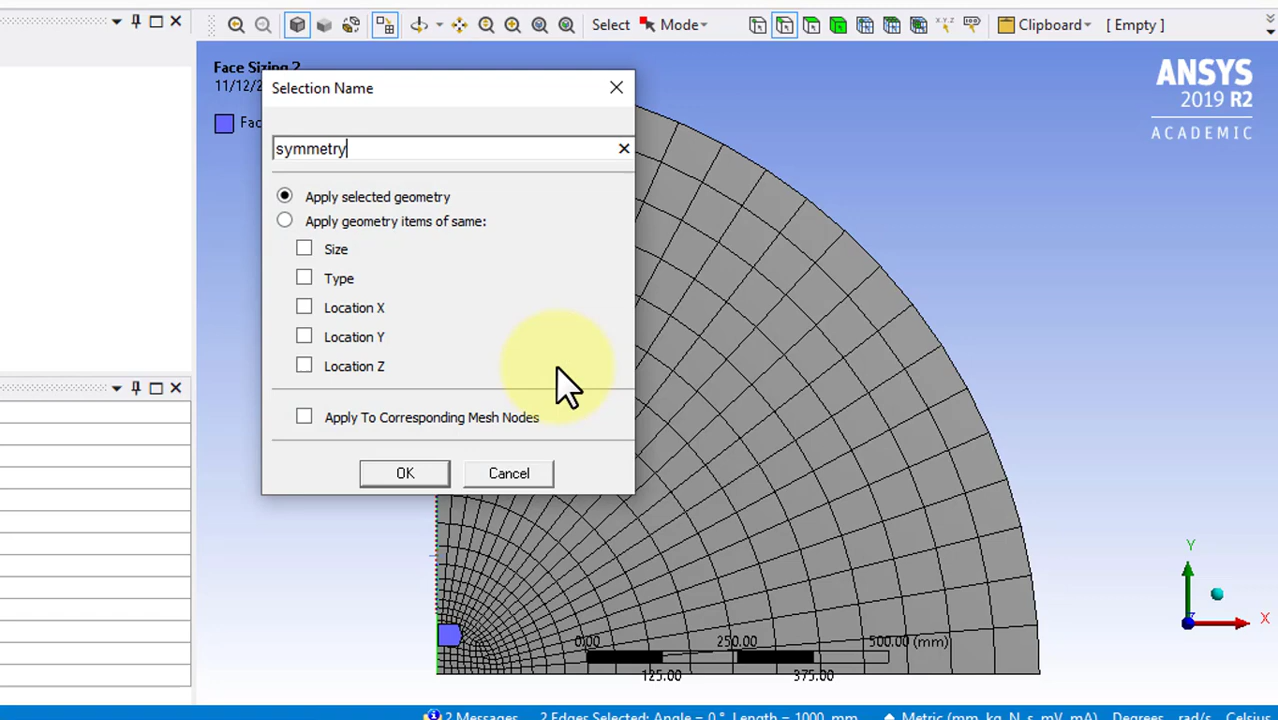 Select
Mode
Clipboard
[ Empty ]
Face Sizing 2
11/12/2
Fac
ANSYS
2019 R2
ACADEMIC
Selection Name
symmetry
Apply selected geometry
Apply geometry items of same:
Size
Type
Location X
Location Y
Location Z
Apply To Corresponding Mesh Nodes
OK
Cancel
Y
X
Z
0.00 250.00 500.00 (mm)
125.00 375.00
2 Messages
2 Edges Selected: Angle = 0 °, Length = 1000. mm
Metric (mm, kg, N, s, mV, mA)
Degrees
rad/s
Celsiu